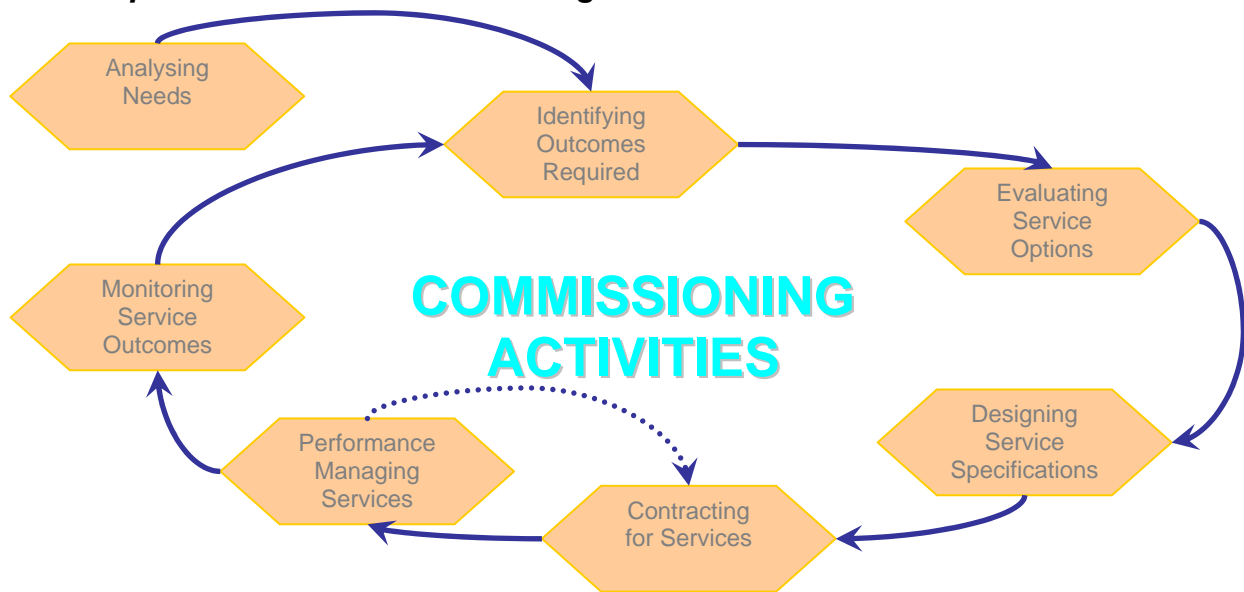 Analysing
Needs
Identifying
Outcomes
Required
Evaluating
Service
Options
Monitoring
Service
Outcomes
COMMISSIONING
ACTIVITIES
Designing
Service
Specifications
Performance
Managing
Services
Contracting
for Services